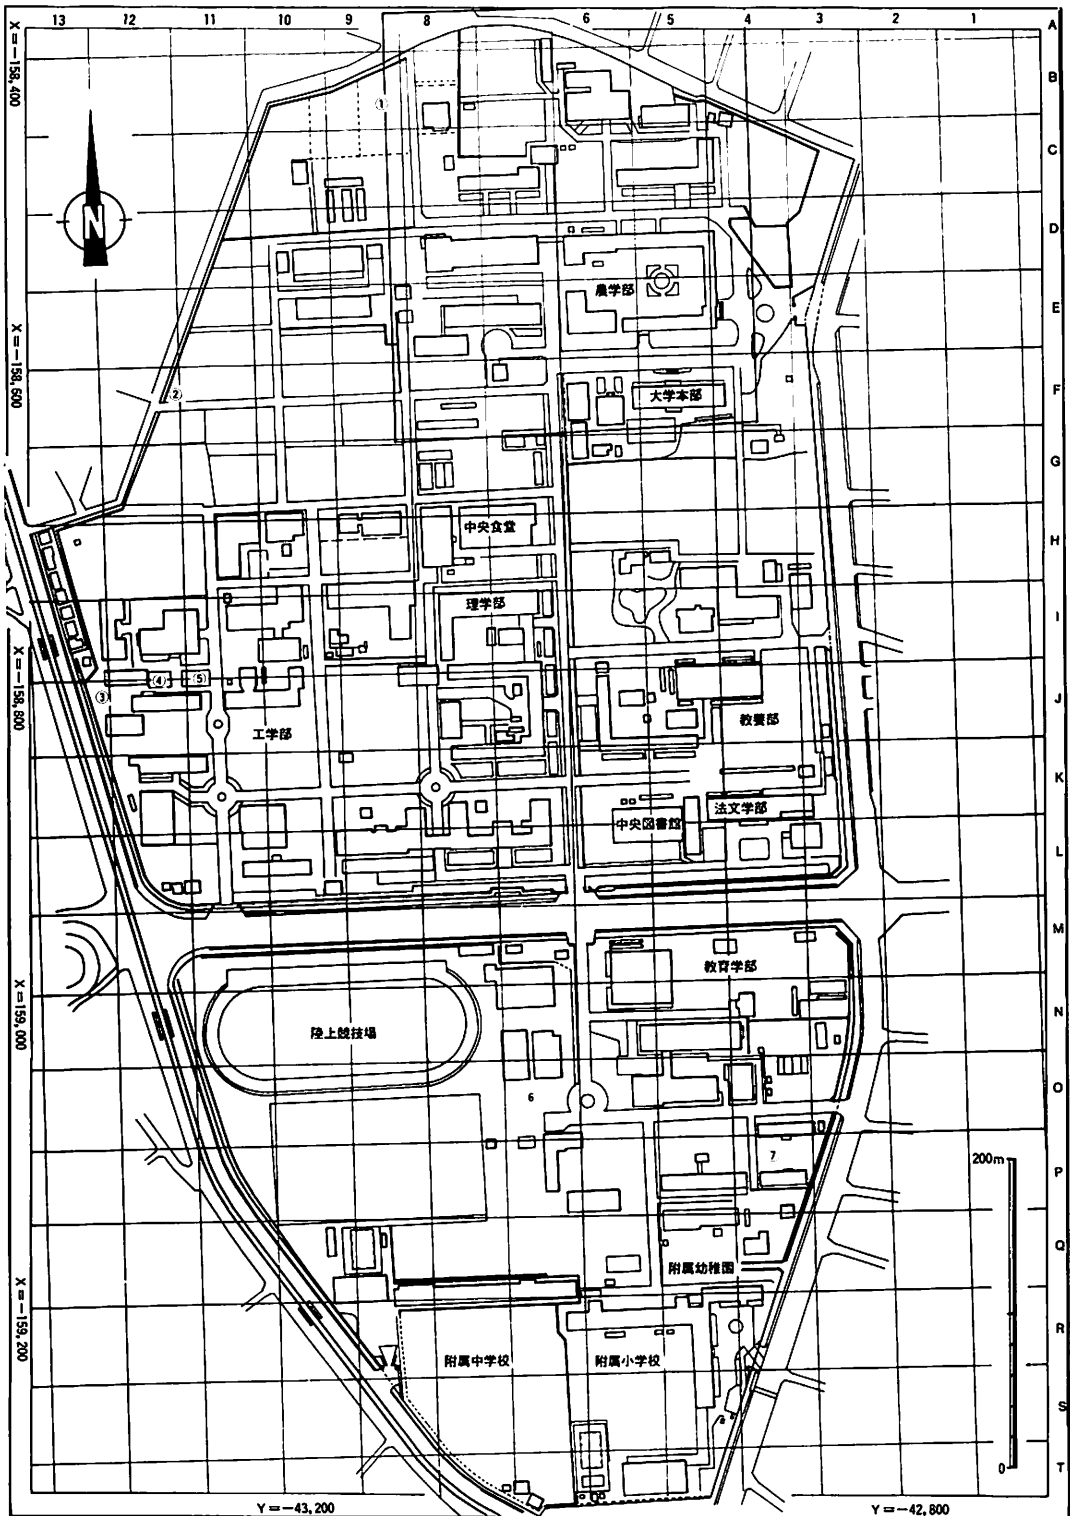 13 11 10 9 8 6 5 4 3 2 1 A
X=-158,400
B
①
C
N
D
農学部
E
X=-158,600
②
大学本部
F
G
中央食堂
H
理学部
I
X=-158,800
③ ④ ⑤
J
工学部
教養部
K
法文学部
中央図書館
L
M
教育学部
X=159,000
N
陸上競技場
6
O
7
200m
P
Q
附属幼稚園
X=-159,200
附属中学校
附属小学校
R
S
0
T
Y=-43,200
Y=-42,800